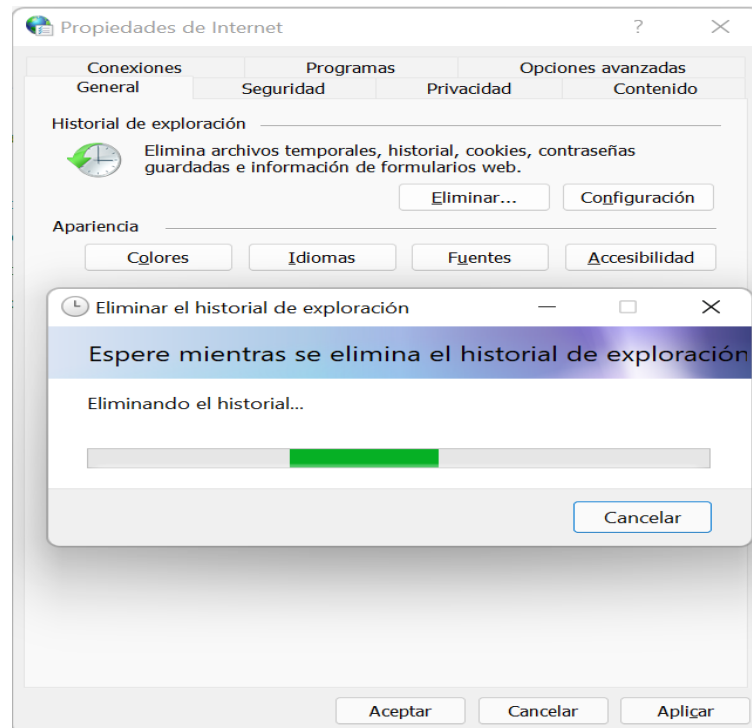 Propiedades de Internet
?
Conexiones Programas Opciones avanzadas
General Seguridad Privacidad Contenido
Historial de exploración
Elimina archivos temporales, historial, cookies, contraseñas
guardadas e información de formularios web.
Eliminar... Configuración
Apariencia
Colores Idiomas Fuentes Accesibilidad
Eliminar el historial de exploración
Espere mientras se elimina el historial de exploración
Eliminando el historial...
Cancelar
Aceptar Cancelar Aplicar